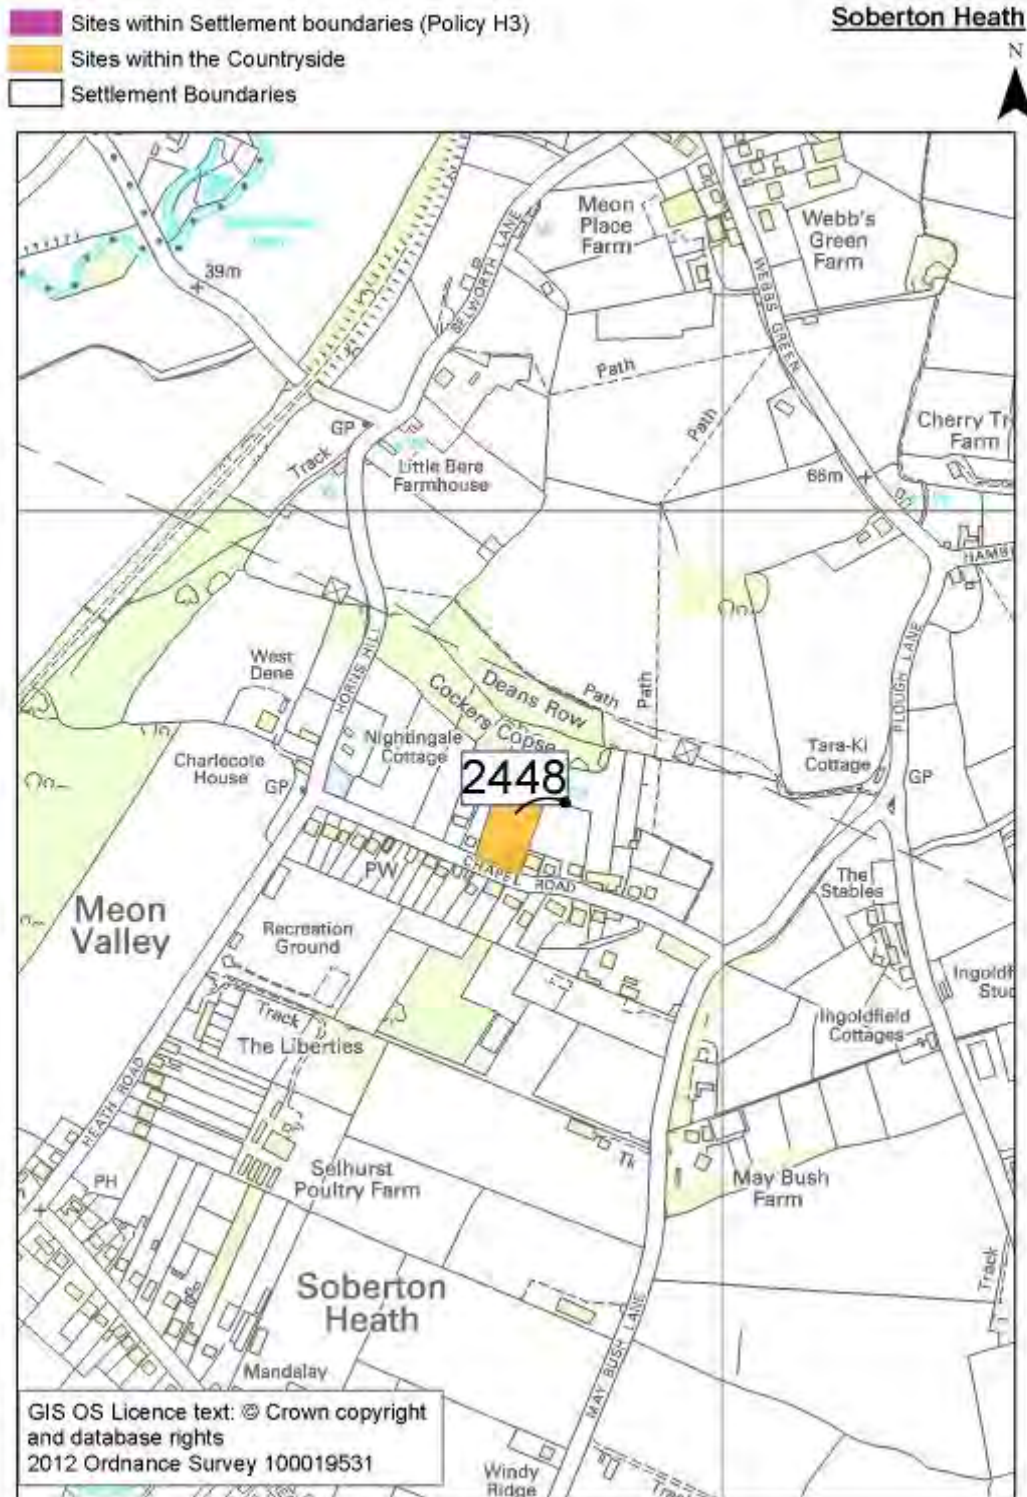 Sites within Settlement boundaries (Policy H3)
Soberton Heath
Sites within the Countryside
N
Settlement Boundaries
Meon
Place
Farm
Webb's
Green
Farm
BELWORTH LANE
39m
WEBBS GREEN
Path
Path
Cherry Tr
Farm
GP
Track
Little Bere
Farmhouse
66m
HAMB
West
Dene
HORNS HILL
Deans Row
Path
Path
Cockers Copse
PLOUGH LANE
Nightingale
Cottage
Charlecote
House
GP
2448
Tara-Ki
Cottage
GP
PW
CHAPEL ROAD
The
Stables
Meon
Valley
Recreation
Ground
Ingoldf
Stud
Track
Ingoldfield
Cottages
The Liberties
HEATH ROAD
Tk
PH
Selhurst
Poultry Farm
May Bush
Farm
Track
Soberton
Heath
MAY BUSH LANE
Mandalay
GIS OS Licence text: © Crown copyright
and database rights
2012 Ordnance Survey 100019531
Windy
Ridge
Track